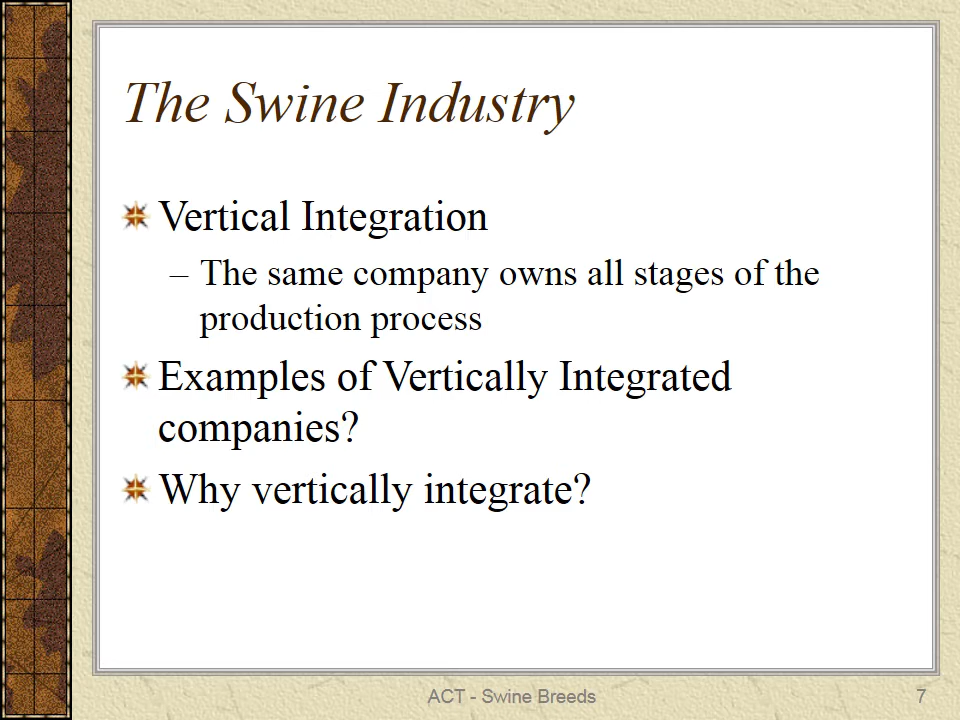 The Swine Industry
Vertical Integration
– The same company owns all stages of the
production process
Examples of Vertically Integrated
companies?
Why vertically integrate?
ACT - Swine Breeds
7